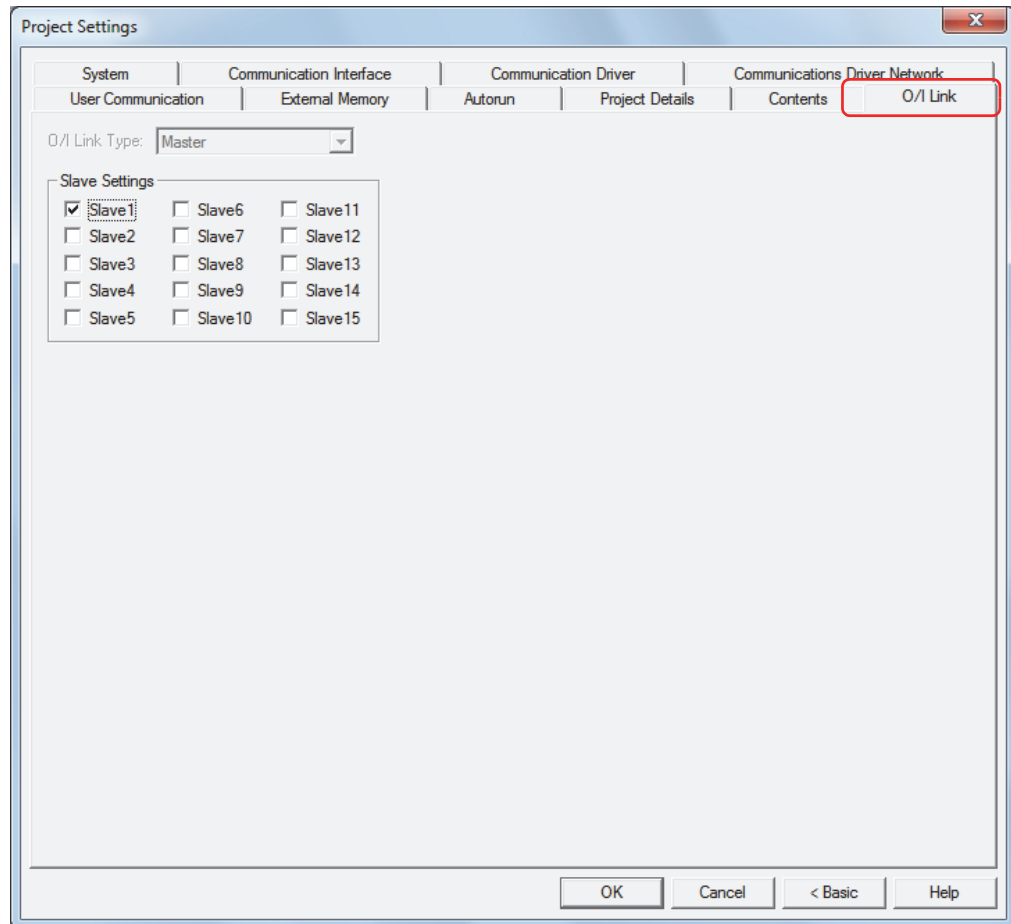 Project Settings
System Communication Interface Communication Driver Communications Driver Network
User Communication External Memory Autorun Project Details Contents O/I Link
O/I Link Type: Master
Slave Settings
Slave1 Slave6 Slave11
Slave2 Slave7 Slave12
Slave3 Slave8 Slave13
Slave4 Slave9 Slave14
Slave5 Slave10 Slave15
OK Cancel < Basic Help